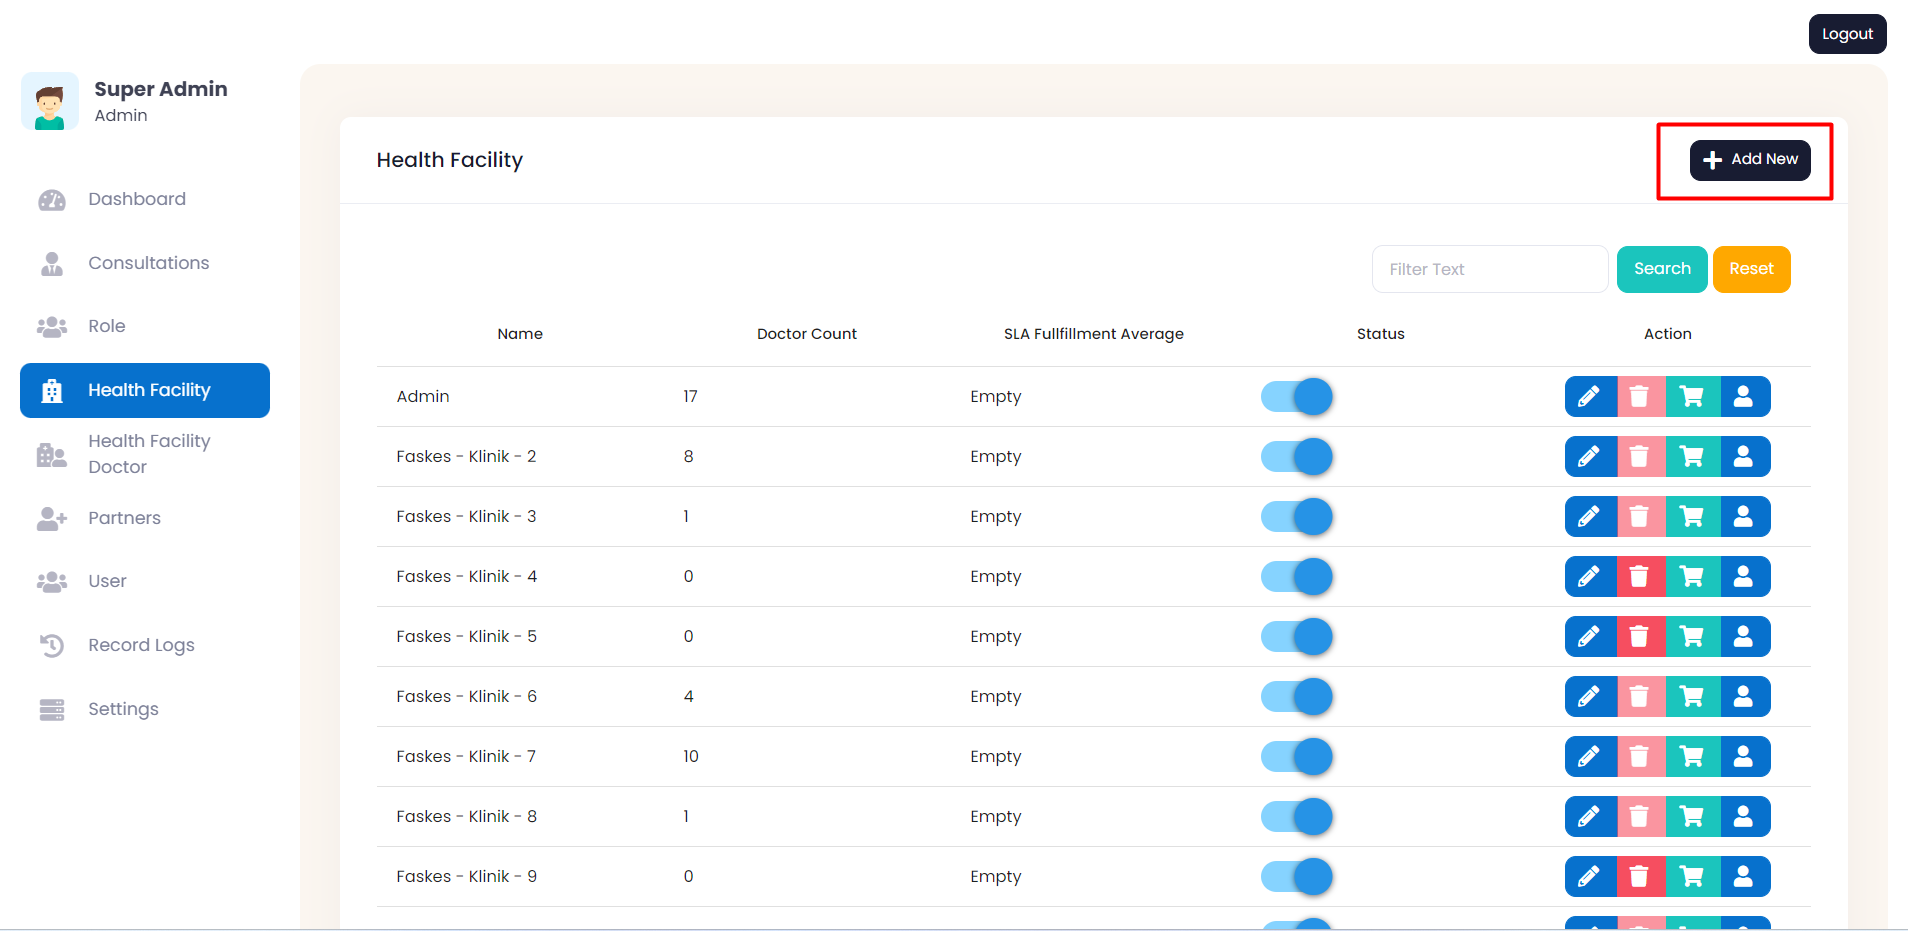 Logout
Super Admin
Admin
Dashboard
Consultations
Role
Health Facility
Health Facility
Doctor
Partners
User
Record Logs
Settings
Health Facility
Add New
Filter Text
Search
Reset
Name Doctor Count SLA Fullfillment Average Status Action
Admin 17 Empty
Faskes - Klinik - 2 8 Empty
Faskes - Klinik - 3 1 Empty
Faskes - Klinik - 4 0 Empty
Faskes - Klinik - 5 0 Empty
Faskes - Klinik - 6 4 Empty
Faskes - Klinik - 7 10 Empty
Faskes - Klinik - 8 1 Empty
Faskes - Klinik - 9 0 Empty